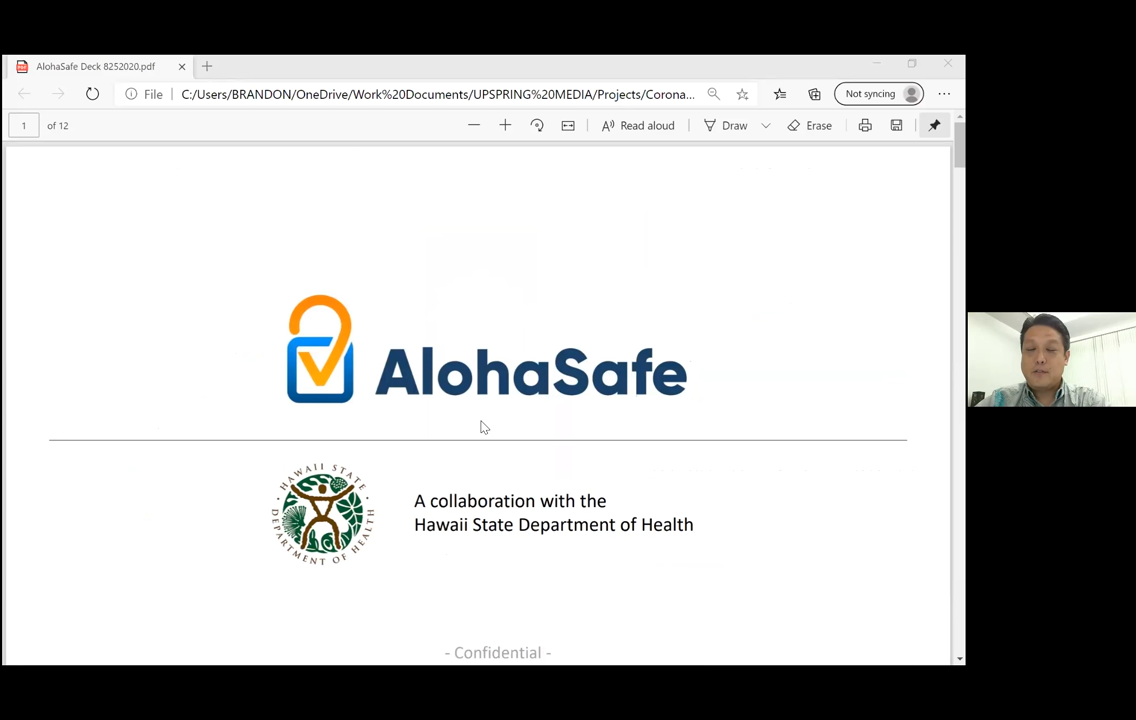 AlohaSafe Deck 8252020.pdf
File C:/Users/BRANDON/OneDrive/Work%20Documents/UPSPRING%20MEDIA/Projects/Corona...
Not syncing
1 of 12
Read aloud
Draw
Erase
AlohaSafe
HAWAII STATE
DEPARTMENT OF HEALTH
A collaboration with the
Hawaii State Department of Health
- Confidential -